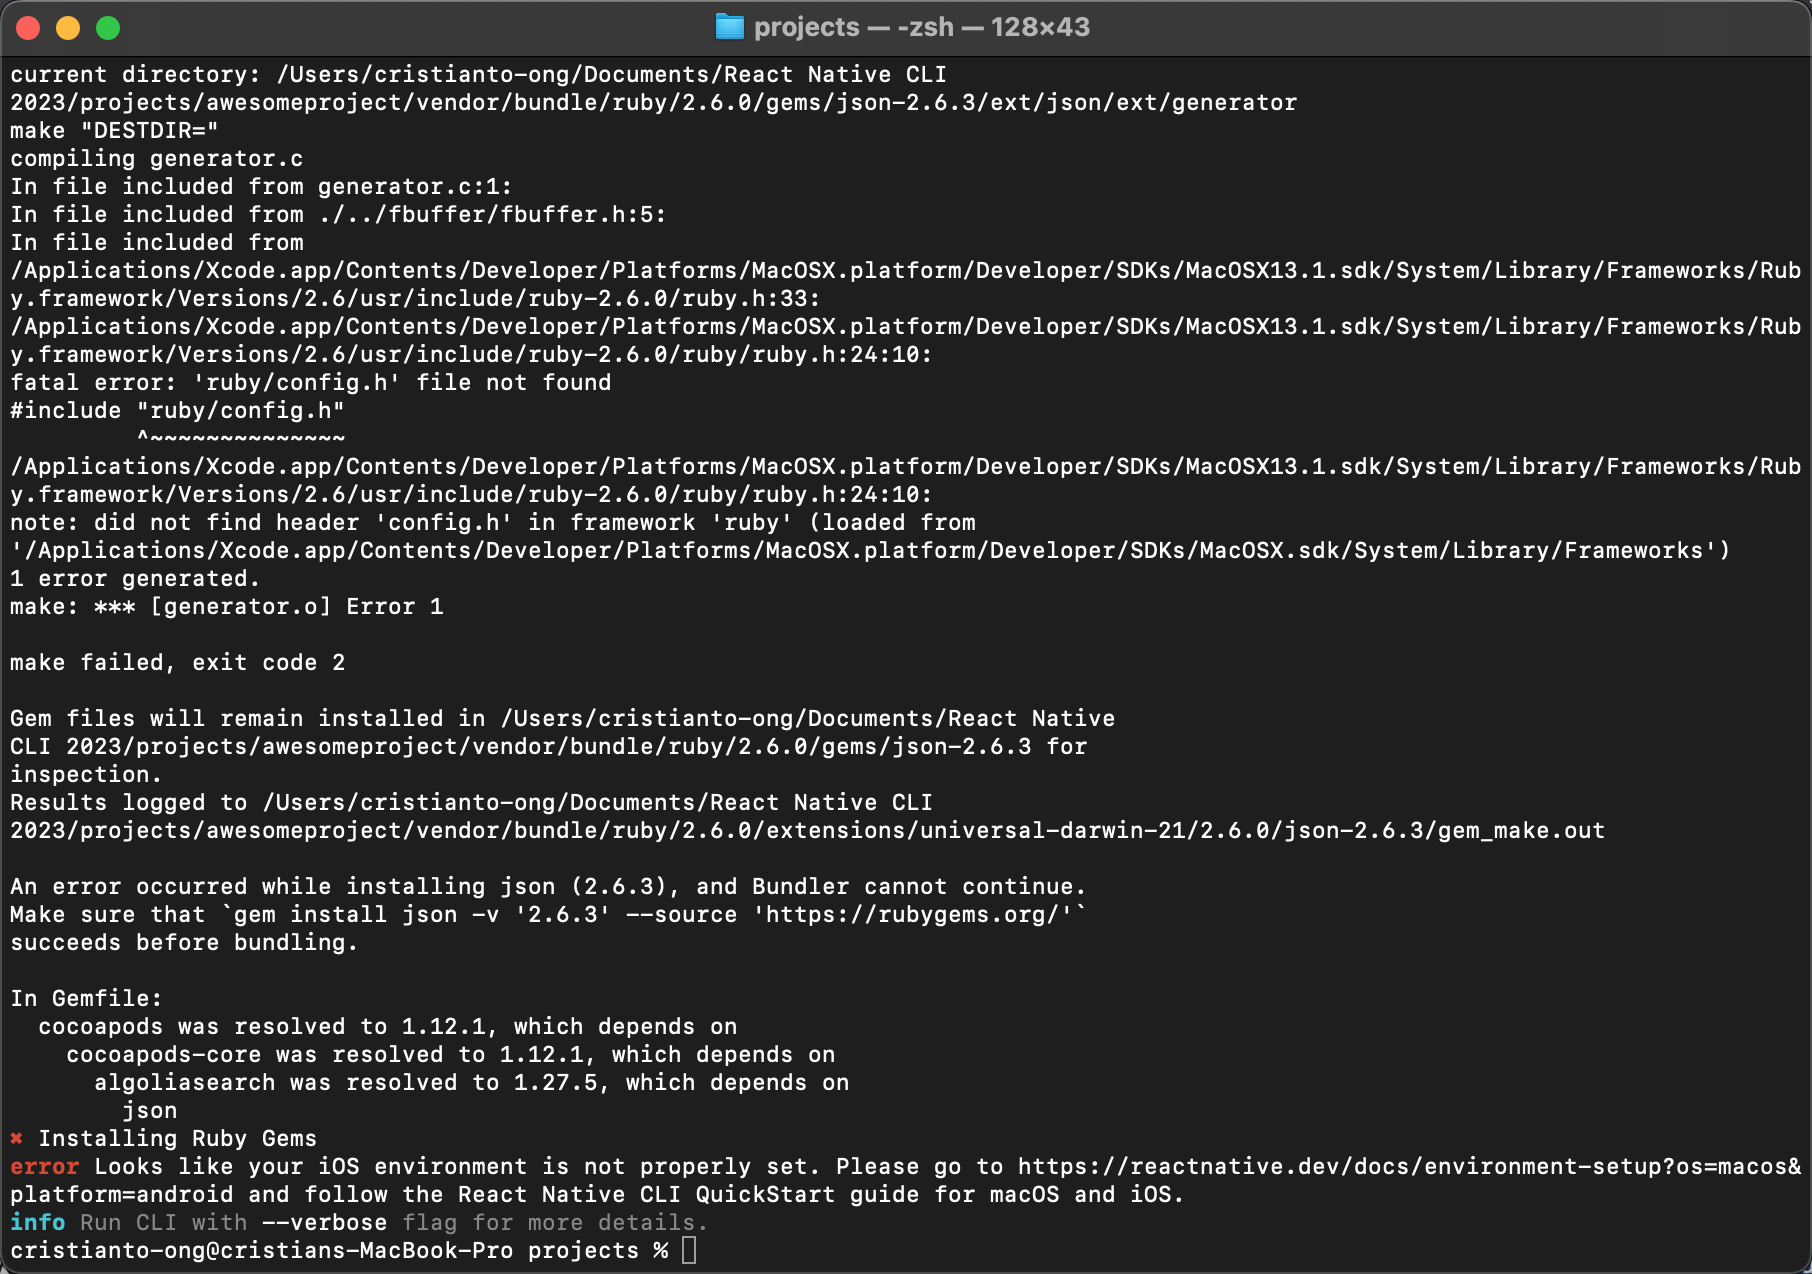 projects — -zsh — 128×43
current directory: /Users/cristianto-ong/Documents/React Native CLI
2023/projects/awesomeproject/vendor/bundle/ruby/2.6.0/gems/json-2.6.3/ext/json/ext/generator
make "DESTDIR="
compiling generator.c
In file included from generator.c:1:
In file included from ./../fbuffer/fbuffer.h:5:
In file included from
/Applications/Xcode.app/Contents/Developer/Platforms/MacOSX.platform/Developer/SDKs/MacOSX13.1.sdk/System/Library/Frameworks/Rub
y.framework/Versions/2.6/usr/include/ruby-2.6.0/ruby.h:33:
/Applications/Xcode.app/Contents/Developer/Platforms/MacOSX.platform/Developer/SDKs/MacOSX13.1.sdk/System/Library/Frameworks/Rub
y.framework/Versions/2.6/usr/include/ruby-2.6.0/ruby/ruby.h:24:10:
fatal error: 'ruby/config.h' file not found
#include "ruby/config.h"
         ^~~~~~~~~~~~~~~
/Applications/Xcode.app/Contents/Developer/Platforms/MacOSX.platform/Developer/SDKs/MacOSX13.1.sdk/System/Library/Frameworks/Rub
y.framework/Versions/2.6/usr/include/ruby-2.6.0/ruby/ruby.h:24:10:
note: did not find header 'config.h' in framework 'ruby' (loaded from
'/Applications/Xcode.app/Contents/Developer/Platforms/MacOSX.platform/Developer/SDKs/MacOSX.sdk/System/Library/Frameworks')
1 error generated.
make: *** [generator.o] Error 1

make failed, exit code 2

Gem files will remain installed in /Users/cristianto-ong/Documents/React Native
CLI 2023/projects/awesomeproject/vendor/bundle/ruby/2.6.0/gems/json-2.6.3 for
inspection.
Results logged to /Users/cristianto-ong/Documents/React Native CLI
2023/projects/awesomeproject/vendor/bundle/ruby/2.6.0/extensions/universal-darwin-21/2.6.0/json-2.6.3/gem_make.out

An error occurred while installing json (2.6.3), and Bundler cannot continue.
Make sure that `gem install json -v '2.6.3' --source 'https://rubygems.org/'`
succeeds before bundling.

In Gemfile:
  cocoapods was resolved to 1.12.1, which depends on
    cocoapods-core was resolved to 1.12.1, which depends on
      algoliasearch was resolved to 1.27.5, which depends on
        json
✖ Installing Ruby Gems
error Looks like your iOS environment is not properly set. Please go to https://reactnative.dev/docs/environment-setup?os=macos&
platform=android and follow the React Native CLI QuickStart guide for macOS and iOS.
info Run CLI with --verbose flag for more details.
cristianto-ong@cristians-MacBook-Pro projects %